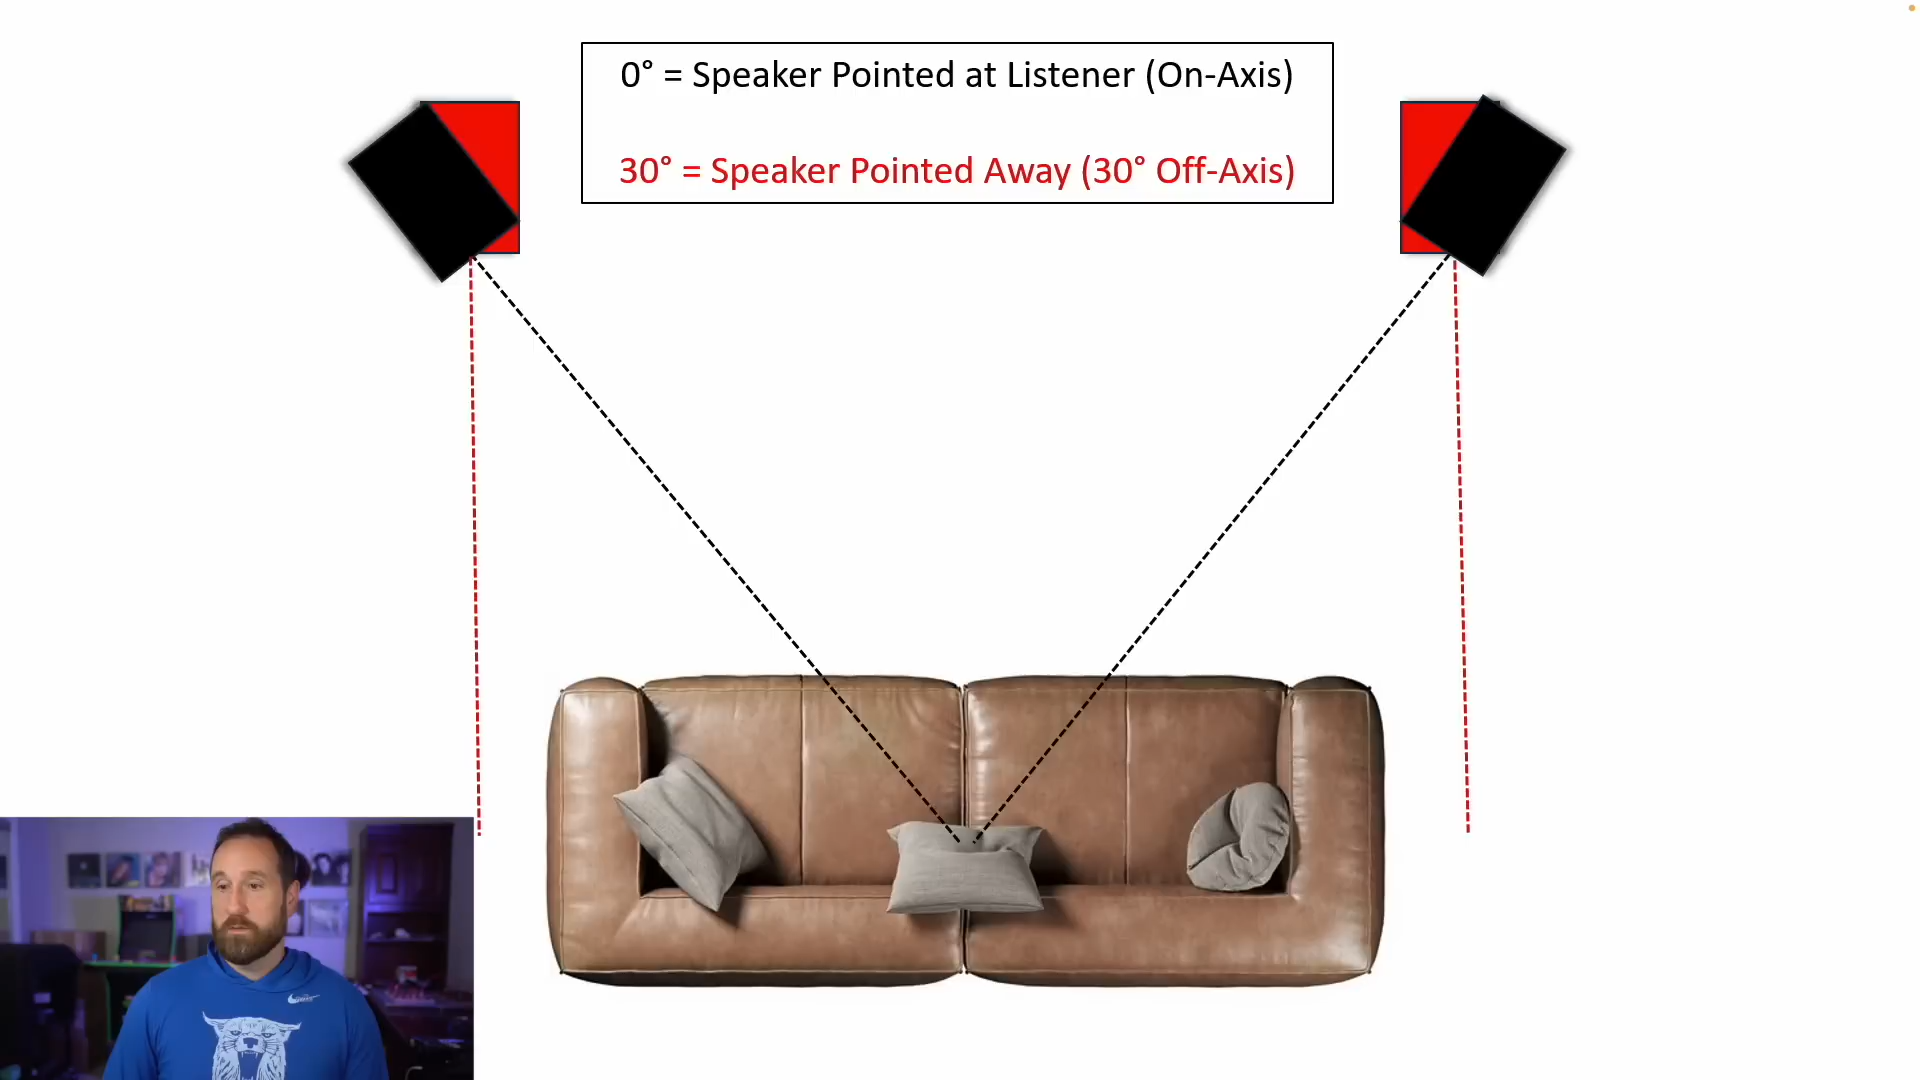 0° = Speaker Pointed at Listener (On-Axis)
30° = Speaker Pointed Away (30° Off-Axis)